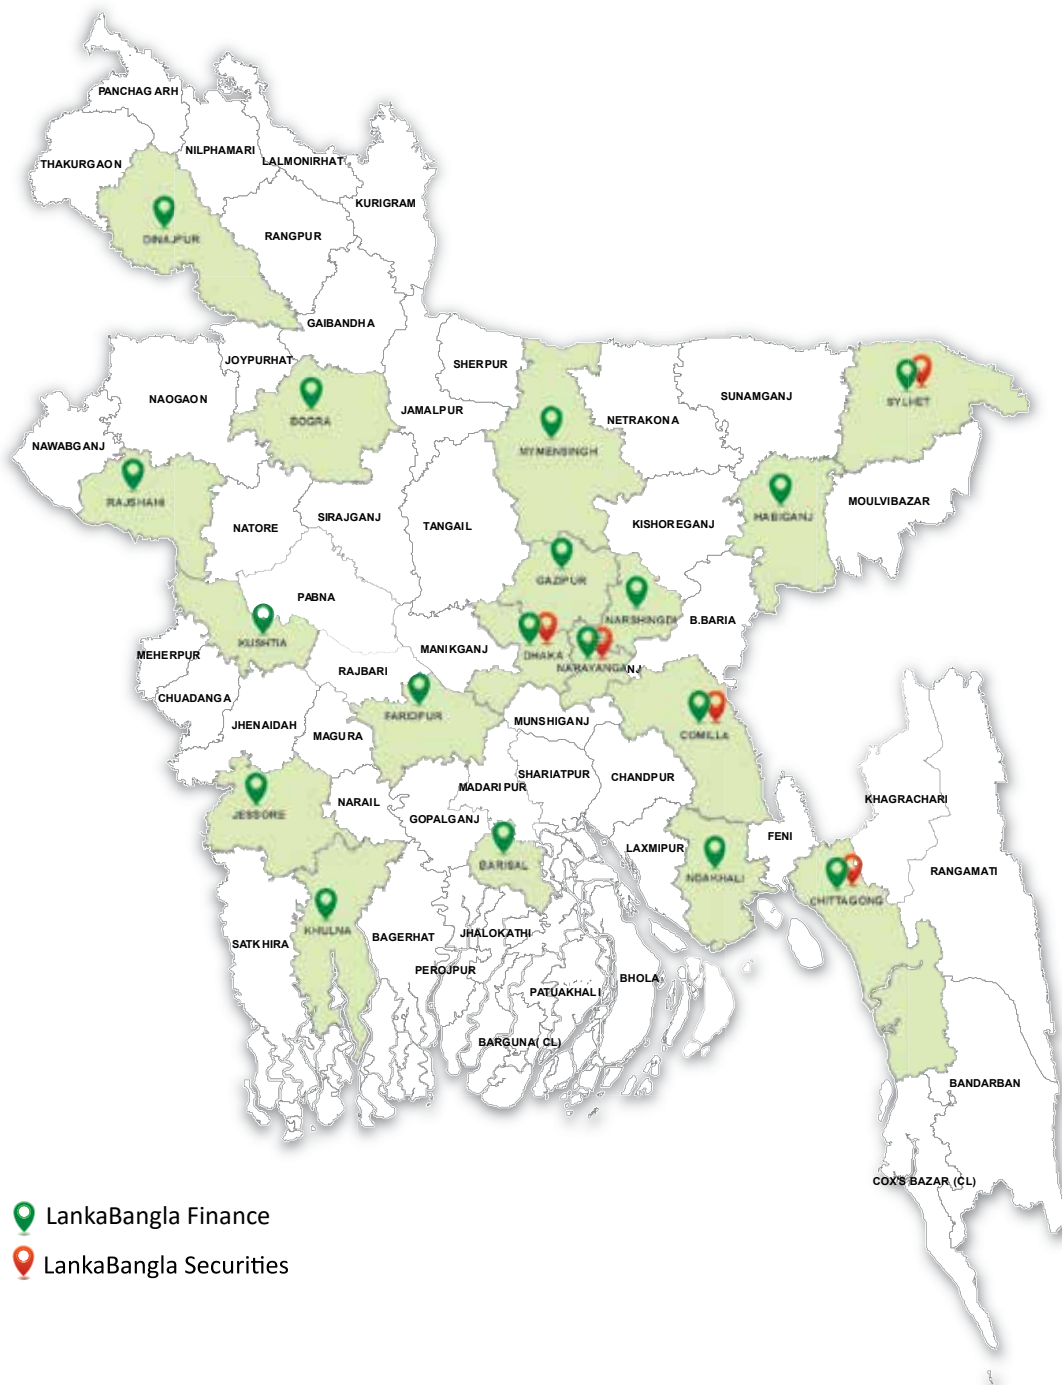 PANCHAG ARH
THAKURGAON
NILPHAMARI
LALMONIRHAT
KURIGRAM
DINAJPUR
RANGPUR
GAIBANDHA
JOYPURHAT
SHERPUR
NAOGAON
BOGRA
JAMALPUR
MYMENSINGH
NETRAKONA
SUNAMGANJ
SYLHET
NAWABGANJ
RAJSHAHI
NATORE
SIRAJGANJ
TANGAIL
KISHOREGANJ
HABIGANJ
MOULVIBAZAR
GAZIPUR
PABNA
NARSHINGDI
B.BARIA
KUSHTIA
MEHERPUR
MANIKGANJ
DHAKA
NARAYANGANJ
RAJBARI
CHUADANGA
JHENAIDAH
MAGURA
FARIDPUR
MUNSHIGANJ
COMILLA
SHARIATPUR
CHANDPUR
MADARI PUR
NARAIL
JESSORE
GOPALGANJ
KHAGRACHARI
FENI
LAXMIPUR
BARISAL
NOAKHALI
RANGAMATI
CHITTAGONG
KHULNA
SATKHIRA
BAGERHAT
JHALOKATHI
PEROJPUR
BHOLA
PATUAKHALI
BARGUNA( CL)
BANDARBAN
COX'S BAZAR (CL)
LankaBangla Finance
LankaBangla Securities